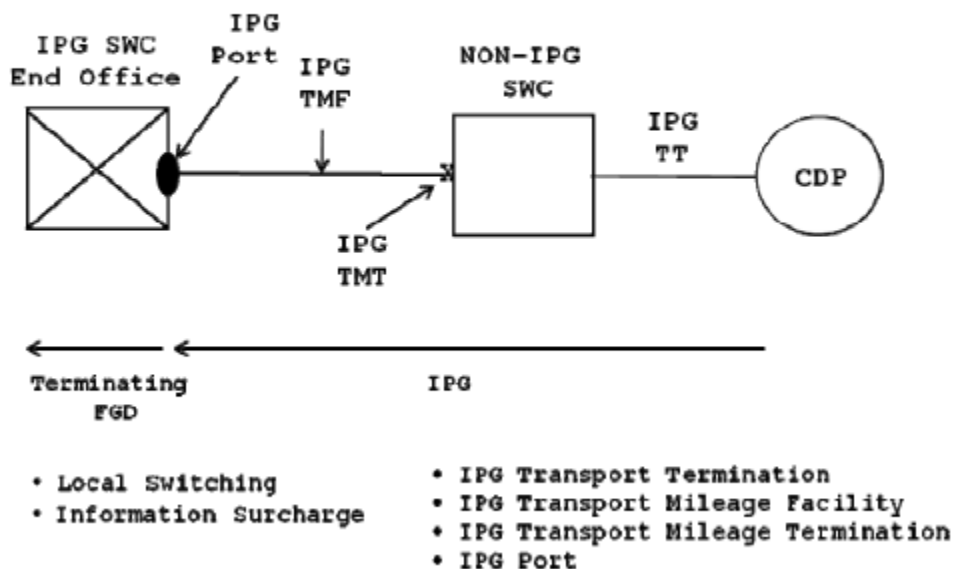 IPG SWC
End Office
IPG
Port
IPG
TMF
NON-IPG
SWC
IPG
TT
CDP
X
IPG
TMT
Terminating
FGD
IPG
• Local Switching
• Information Surcharge
• IPG Transport Termination
• IPG Transport Mileage Facility
• IPG Transport Mileage Termination
• IPG Port